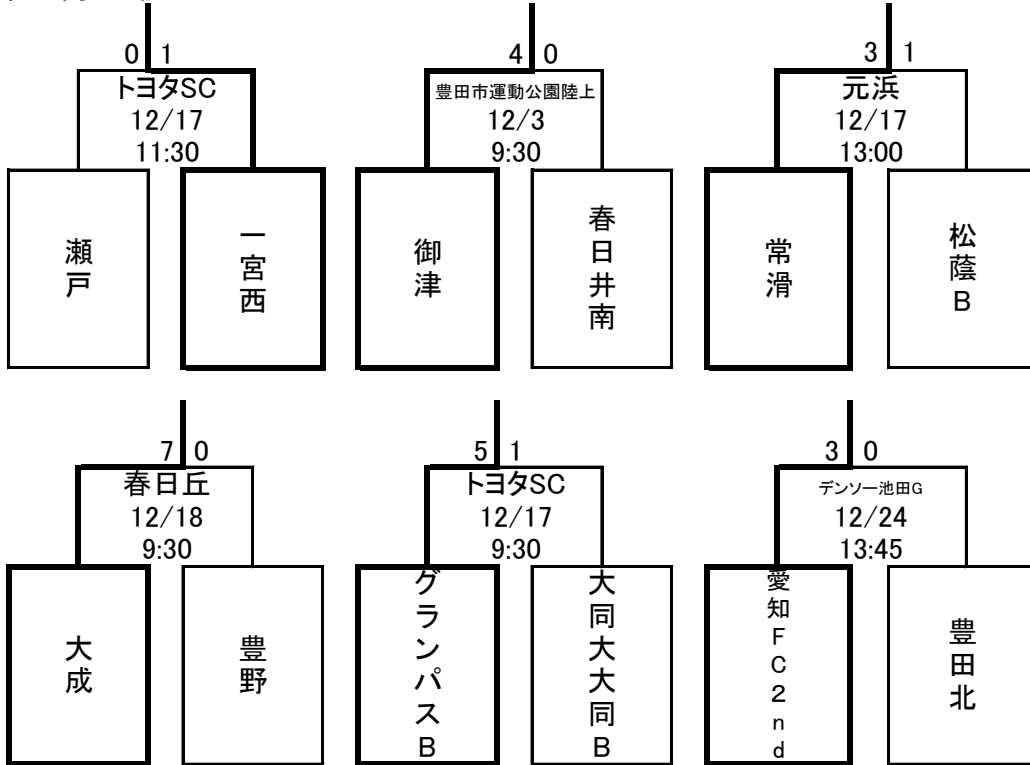 0 1
トヨタSC
12/17
11:30
瀬戸
一宮西
4 0
豊田市運動公園陸上
12/3
9:30
御津
春日井南
3 1
元浜
12/17
13:00
常滑
松蔭B
7 0
春日丘
12/18
9:30
大成
豊野
5 1
トヨタSC
12/17
9:30
グランパスB
大同大大同B
3 0
デンソー池田G
12/24
13:45
愛知FC2nd
豊田北